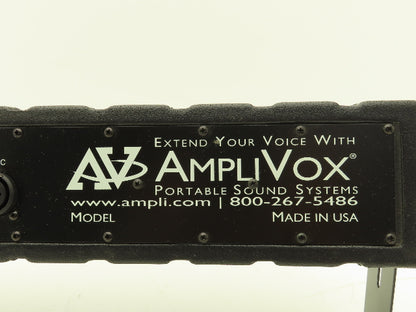 EXTEND YOUR VOICE WITH
AV AMPLIVOX®
PORTABLE SOUND SYSTEMS
www.ampli.com | 800-267-5486
MODEL MADE IN USA